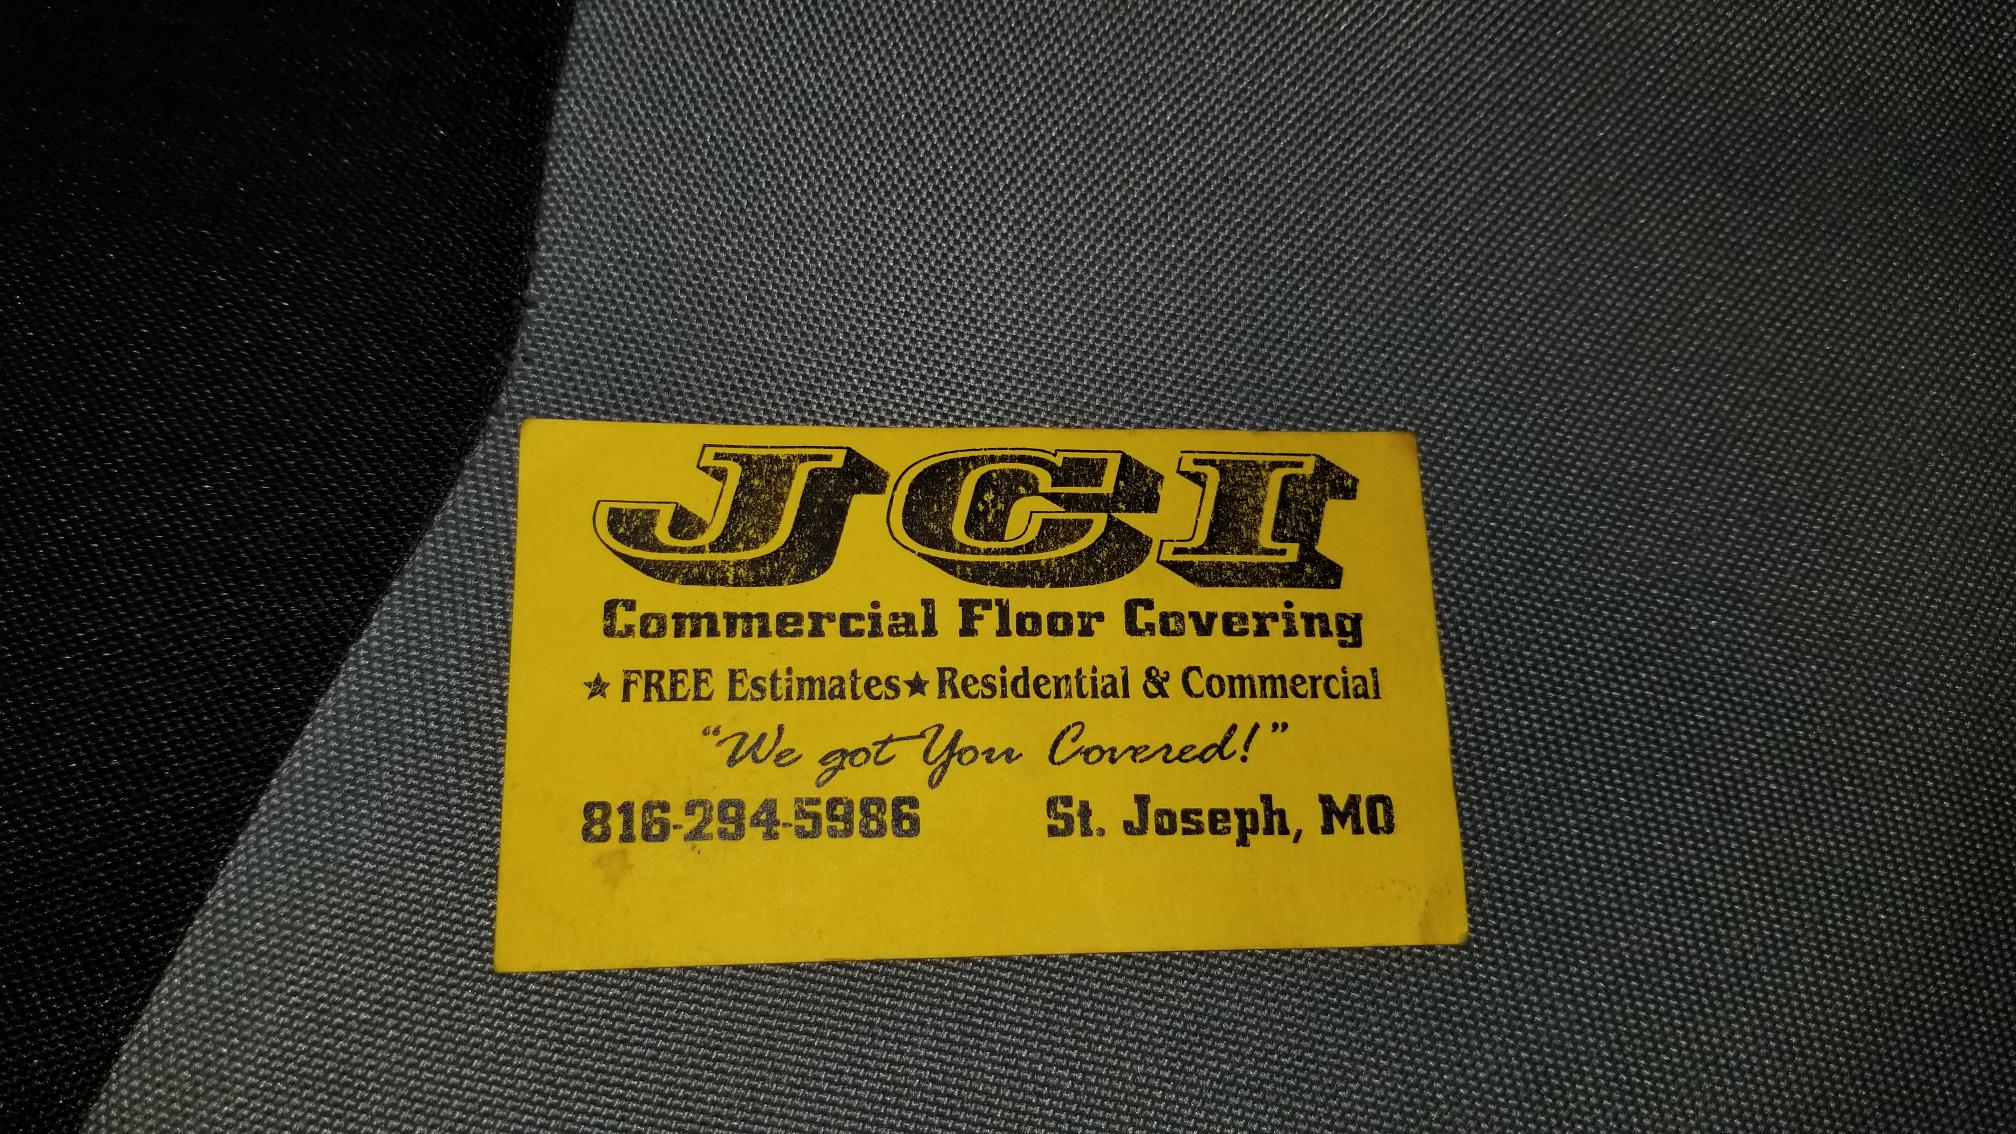 JCI
Commercial Floor Covering
★ FREE Estimates ★ Residential & Commercial
"We got You Covered!"
816-294-5986 St. Joseph, MO